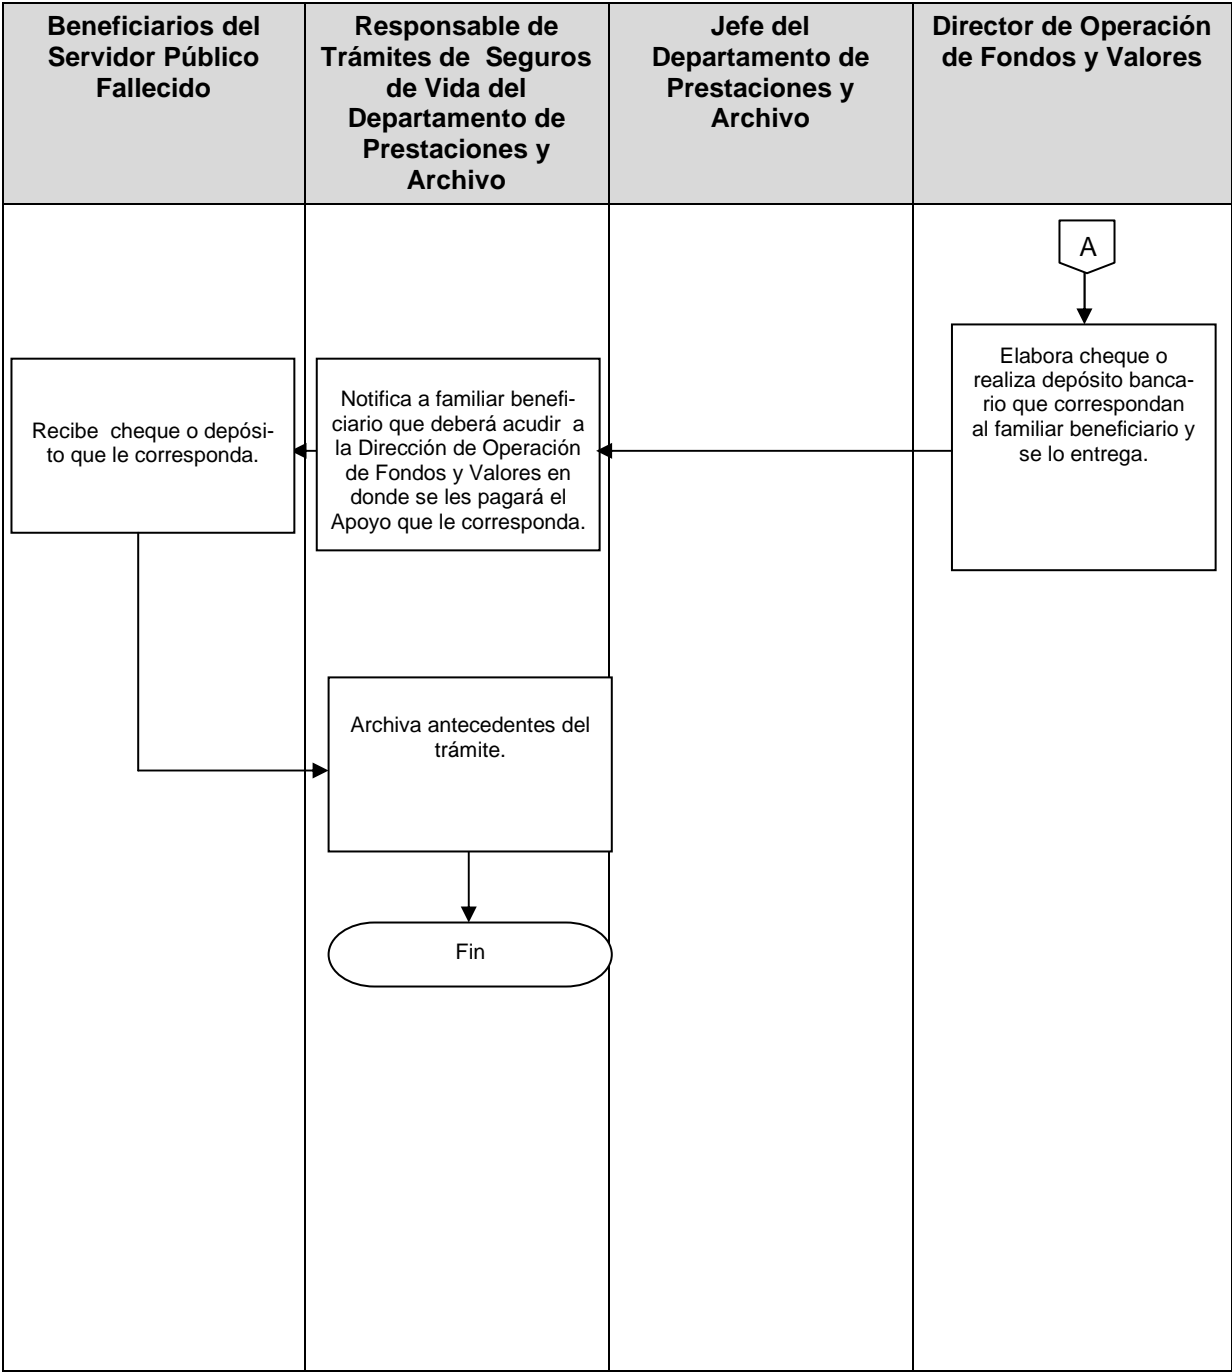 Beneficiarios del
Servidor Público
Fallecido
Responsable de
Trámites de Seguros
de Vida del
Departamento de
Prestaciones y
Archivo
Jefe del
Departamento de
Prestaciones y
Archivo
Director de Operación
de Fondos y Valores
A
Elabora cheque o
realiza depósito banca-
rio que correspondan
al familiar beneficiario y
se lo entrega.
Notifica a familiar benefi-
ciario que deberá acudir a
la Dirección de Operación
de Fondos y Valores en
donde se les pagará el
Apoyo que le corresponda.
Recibe cheque o depósi-
to que le corresponda.
Archiva antecedentes del
trámite.
Fin